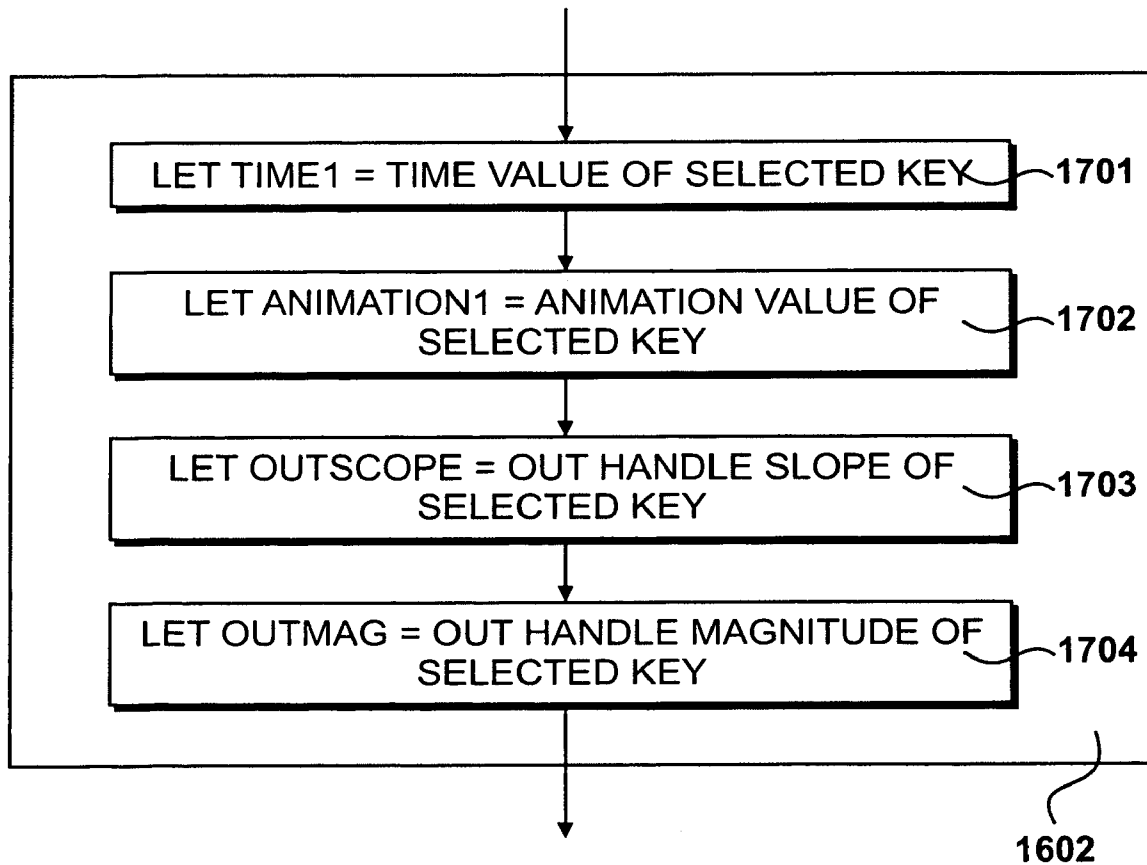 LET TIME1 = TIME VALUE OF SELECTED KEY
1701
LET ANIMATION1 = ANIMATION VALUE OF
SELECTED KEY
1702
LET OUTSCOPE = OUT HANDLE SLOPE OF
SELECTED KEY
1703
LET OUTMAG = OUT HANDLE MAGNITUDE OF
SELECTED KEY
1704
1602